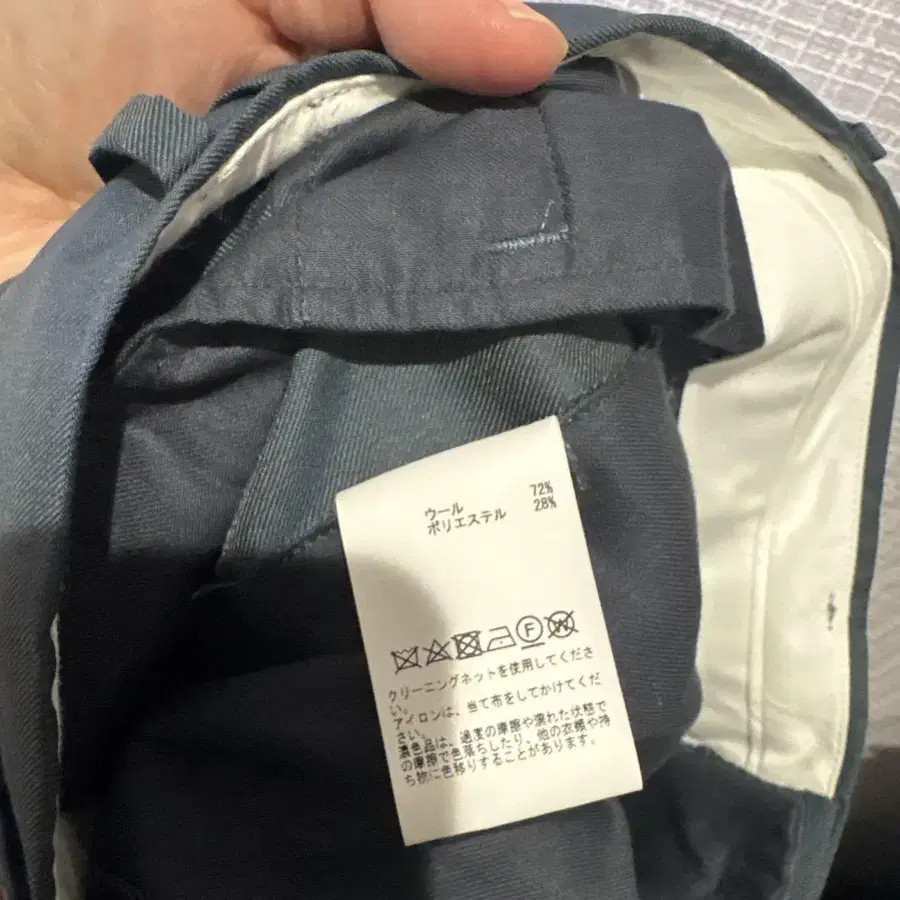 ウール 72%
ポリエステル 28%
F
W
クリーニングネットを使用してくださ
い。
アイロンは、当て布をしてかけてくだ
さい。
濃色品は、過度の摩擦や濡れた状態で
の摩擦で色落ちしたり、他の衣類や持
ち物に色移りすることがあります。